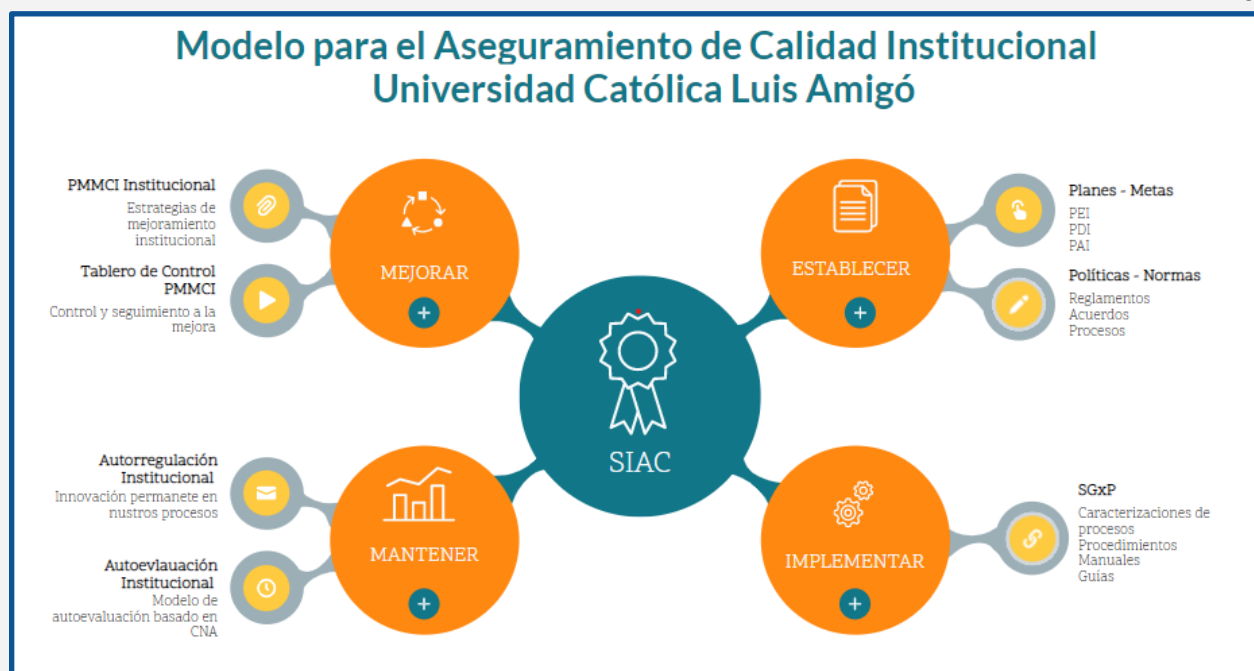 Modelo para el Aseguramiento de Calidad Institucional
Universidad Católica Luis Amigó
PMMCI Institucional
Estrategias de
mejoramiento
institucional
Tablero de Control
PMMCI
Control y seguimiento a la
mejora
MEJORAR
ESTABLECER
Planes - Metas
PEI
PDI
PAI
Políticas - Normas
Reglamentos
Acuerdos
Procesos
SIAC
Autorregulación
Institucional
Innovación permanete en
nustros procesos
Autoevlauación
Institucional
Modelo de
autoevaluación basado en
CNA
MANTENER
IMPLEMENTAR
SGxP
Caracterizaciones de
procesos
Procedimientos
Manuales
Guías